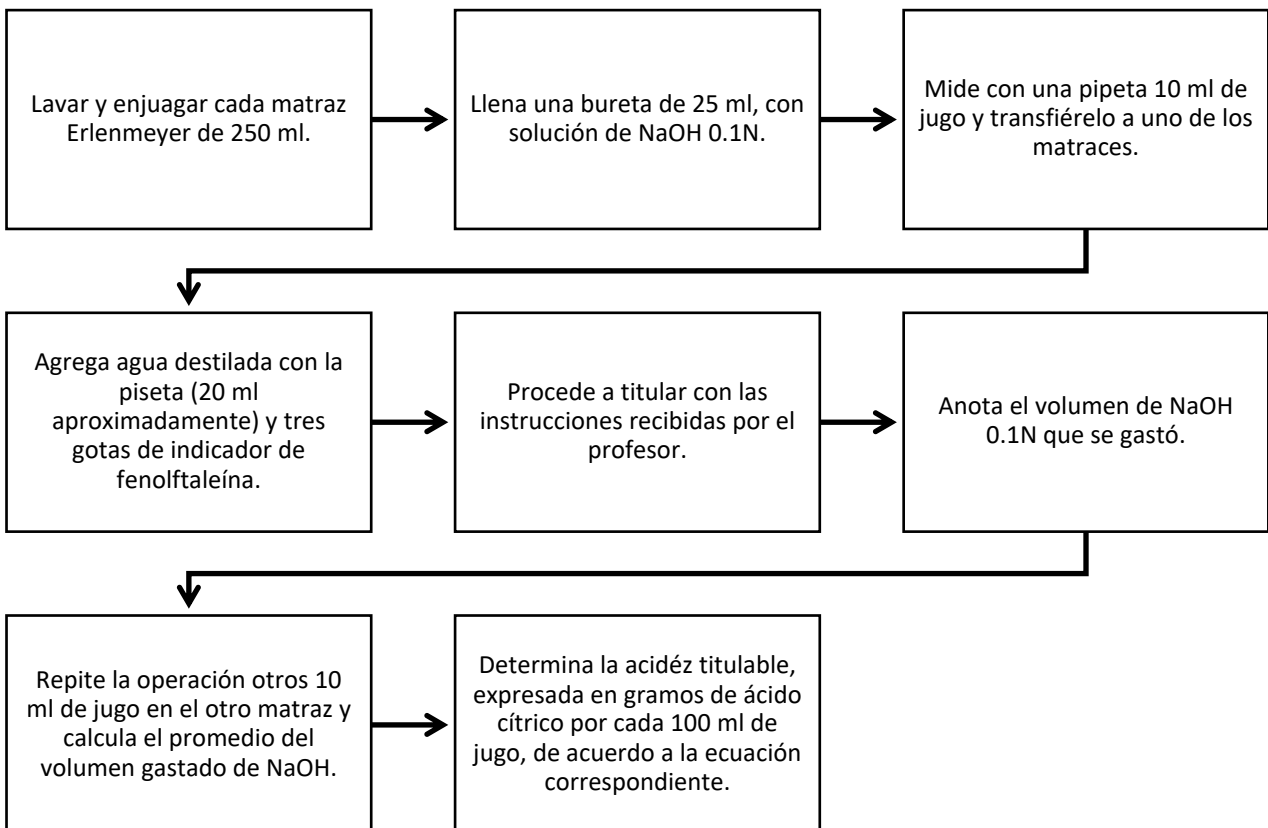 Lavar y enjuagar cada matraz
Erlenmeyer de 250 ml.
Llena una bureta de 25 ml, con
solución de NaOH 0.1N.
Mide con una pipeta 10 ml de
jugo y transfiérelo a uno de los
matraces.
Agrega agua destilada con la
piseta (20 ml
aproximadamente) y tres
gotas de indicador de
fenolftaleína.
Procede a titular con las
instrucciones recibidas por el
profesor.
Anota el volumen de NaOH
0.1N que se gastó.
Repite la operación otros 10
ml de jugo en el otro matraz y
calcula el promedio del
volumen gastado de NaOH.
Determina la acidéz titulable,
expresada en gramos de ácido
cítrico por cada 100 ml de
jugo, de acuerdo a la ecuación
correspondiente.